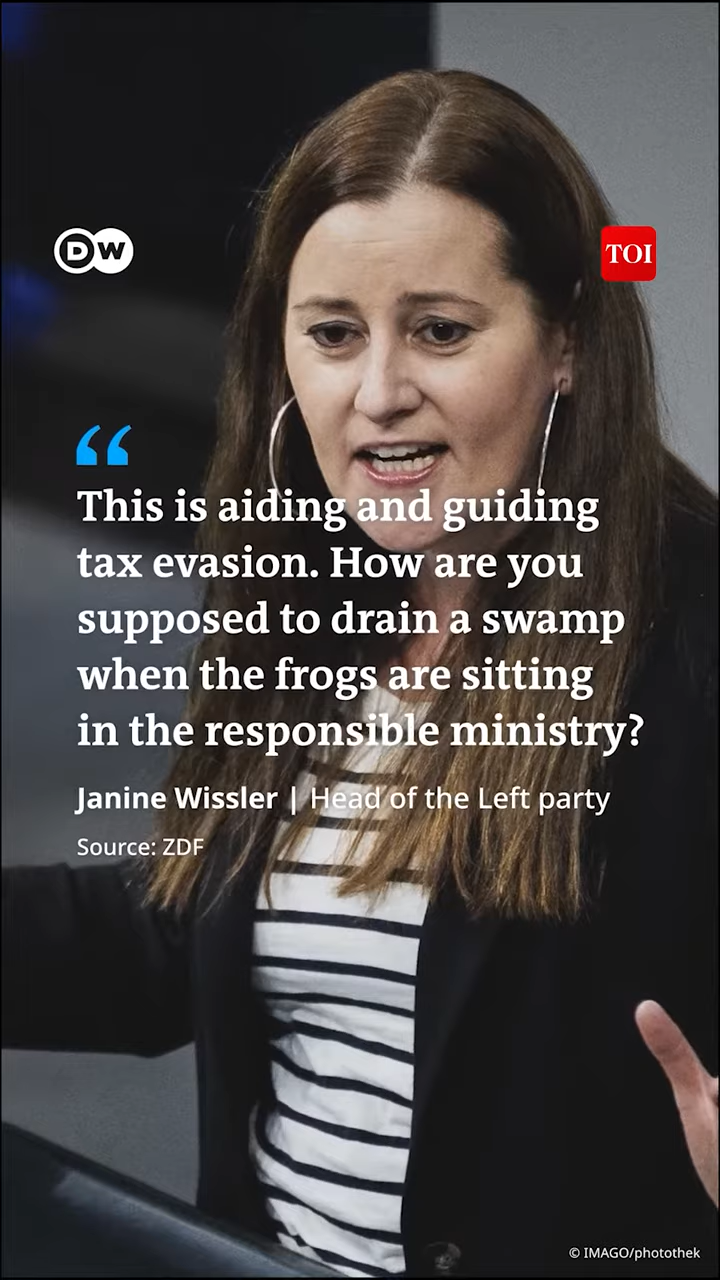 DW
TOI
“
This is aiding and guiding
tax evasion. How are you
supposed to drain a swamp
when the frogs are sitting
in the responsible ministry?
Janine Wissler | Head of the Left party
Source: ZDF
© IMAGO/photothek